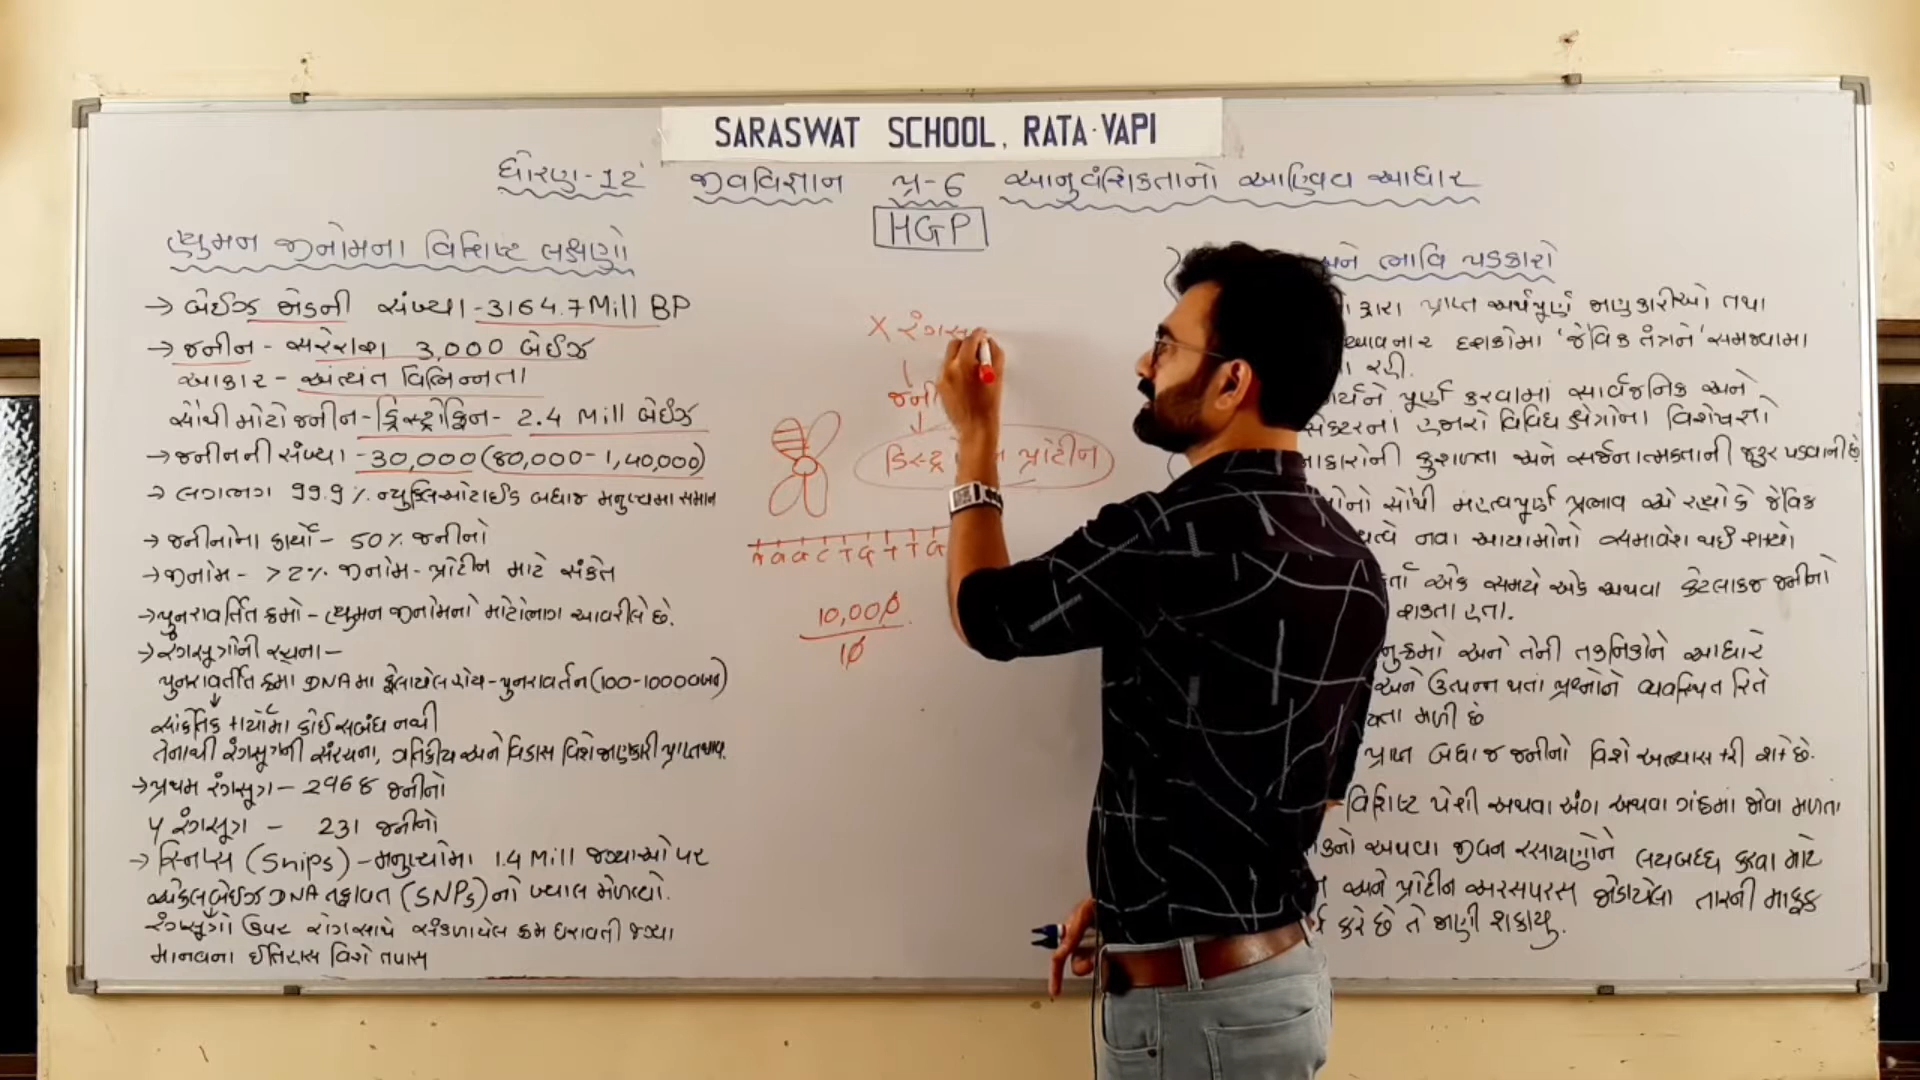 SARASWAT SCHOOL, RATA-VAPI
ધોરણ-12 જીવવિજ્ઞાન પ્ર-6 આનુવંશિકતાનો આણ્વિય આધાર
HGP
હ્યુમન જીનોમના વિશિષ્ટ લક્ષણો
→ બેઈઝ જોડની સંખ્યા - 3164.7 Mill BP
→ જનીન - સરેરાશ 3,000 બેઈઝ
આકાર - અત્યંત વિભિન્નતા
સૌથી મોટો જનીન - ડિસ્ટ્રોફિન - 2.4 Mill બેઈઝ
→ જનીનની સંખ્યા - 30,000 (80,000-1,40,000)
→ લગભગ 99.9% ન્યુક્લિઓટાઈડ બધાજ મનુષ્યમા સમાન
→ જનીનોના કાર્યો - 50% જનીનો
→ જીનોમ - >2% જીનોમ - પ્રોટીન માટે સંકેત
→ પુનરાવર્તિત ક્રમો - હ્યુમન જીનોમનો મોટોભાગ આવરીલે છે.
→ રંગસૂત્રોની રચના -
પુનરાવર્તીત ક્રમા DNA મા ફેલાયેલ હોય - પુનરાવર્તન (100-1000 વાર)
સાંકેતિક કાર્યોમા કોઈ સબંધ નથી
તેનાથી રંગસૂત્રની સંરચના, ગતિકીય અને વિકાસ વિશે જાણકારી પ્રાપ્ત થાય.
→ પ્રથમ રંગસૂત્ર - 2968 જનીનો
Y રંગસૂત્ર - 231 જનીનો
→ સ્નિપ્સ (Snips) - મનુષ્યોમા 1.4 Mill જગ્યાઓ પર
એકલ બેઈઝ DNA તફાવત (SNPs) નો ખ્યાલ મેળવ્યો.
રંગસૂત્રો ઉપર રોગ સાથે સંકળાયેલ ક્રમ ધરાવતી જગ્યા
માનવના ઈતિહાસ વિશે તપાસ
X રંગસ
જની
ડિસ્ટ્રો પ્રોટીન
A G G C T G T T G
10,000
10
અને ભાવિ પડકારો
દ્વારા પ્રાપ્ત અર્થપૂર્ણ જાણકારીઓ તથા
આવનાર દશકોમા 'જૈવિક તંત્રને' સમજવામા
રહી.
પૂર્ણ કરવામાં સાર્વજનિક અને
સેક્ટરનાં હજારો વિવિધ ક્ષેત્રોના વિશેષજ્ઞો
કારોની કુશળતા અને સર્જનાત્મકતાની જરૂર પડવાની છે
નો સૌથી મહત્વપૂર્ણ પ્રભાવ એ રહ્યો કે જૈવિક
નવા આયામોનો સમાવેશ થઈ શક્યો
એક સમયે એક અથવા કેટલાકજ જનીનો
શકતા હતા.
અને તેની તકનિકોને આધારે
અને ઉત્પન્ન થતાં પ્રશ્નોને વ્યવસ્થિત રિતે
મળી છે
પ્રાપ્ત બધા જ જનીનો વિશે અભ્યાસ કરી શકે છે.
- વિશિષ્ટ પેશી અથવા અંગ અથવા ગાંઠમાં જોવા મળતા
અથવા જીવન રસાયણોને લયબદ્ધ કરવા માટે
અને પ્રોટીન અરસપરસ જોડાયેલા તારની માફક
કરે છે તે જાણી શકાયુ.